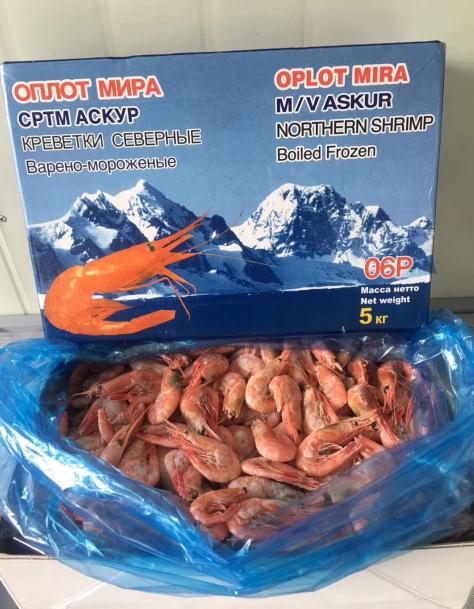 ОПЛОТ МИРА
СРТМ АСКУР
КРЕВЕТКИ СЕВЕРНЫЕ
Варено-мороженые
OPLOT MIRA
M/V ASKUR
NORTHERN SHRIMP
Boiled Frozen
06P
Масса нетто
Net weight
5 кг